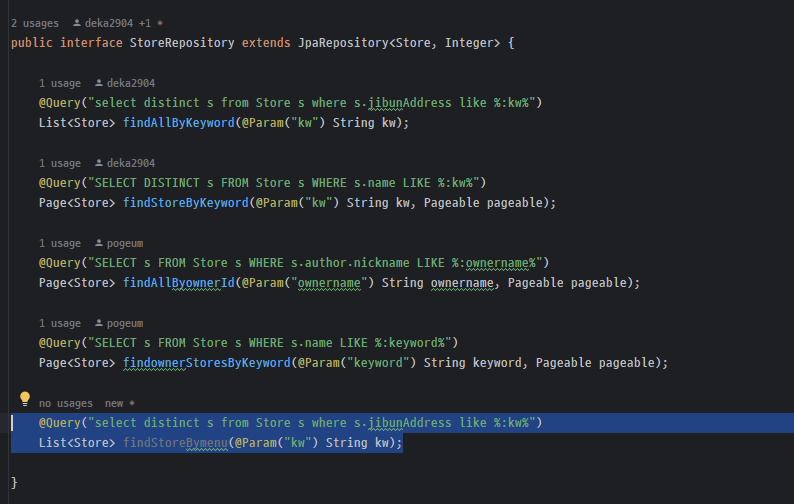 2 usages deka2904 +1 *
public interface StoreRepository extends JpaRepository<Store, Integer> {
1 usage deka2904
@Query("select distinct s from Store s where s.jibunAddress like %:kw%")
List<Store> findAllByKeyword(@Param("kw") String kw);
1 usage deka2904
@Query("SELECT DISTINCT s FROM Store s WHERE s.name LIKE %:kw%")
Page<Store> findStoreByKeyword(@Param("kw") String kw, Pageable pageable);
1 usage pogeum
@Query("SELECT s FROM Store s WHERE s.author.nickname LIKE %:ownername%")
Page<Store> findAllByownerId(@Param("ownername") String ownername, Pageable pageable);
1 usage pogeum
@Query("SELECT s FROM Store s WHERE s.name LIKE %:keyword%")
Page<Store> findownerStoresByKeyword(@Param("keyword") String keyword, Pageable pageable);
no usages new *
@Query("select distinct s from Store s where s.jibunAddress like %:kw%")
List<Store> findStoreBymenu(@Param("kw") String kw);
}